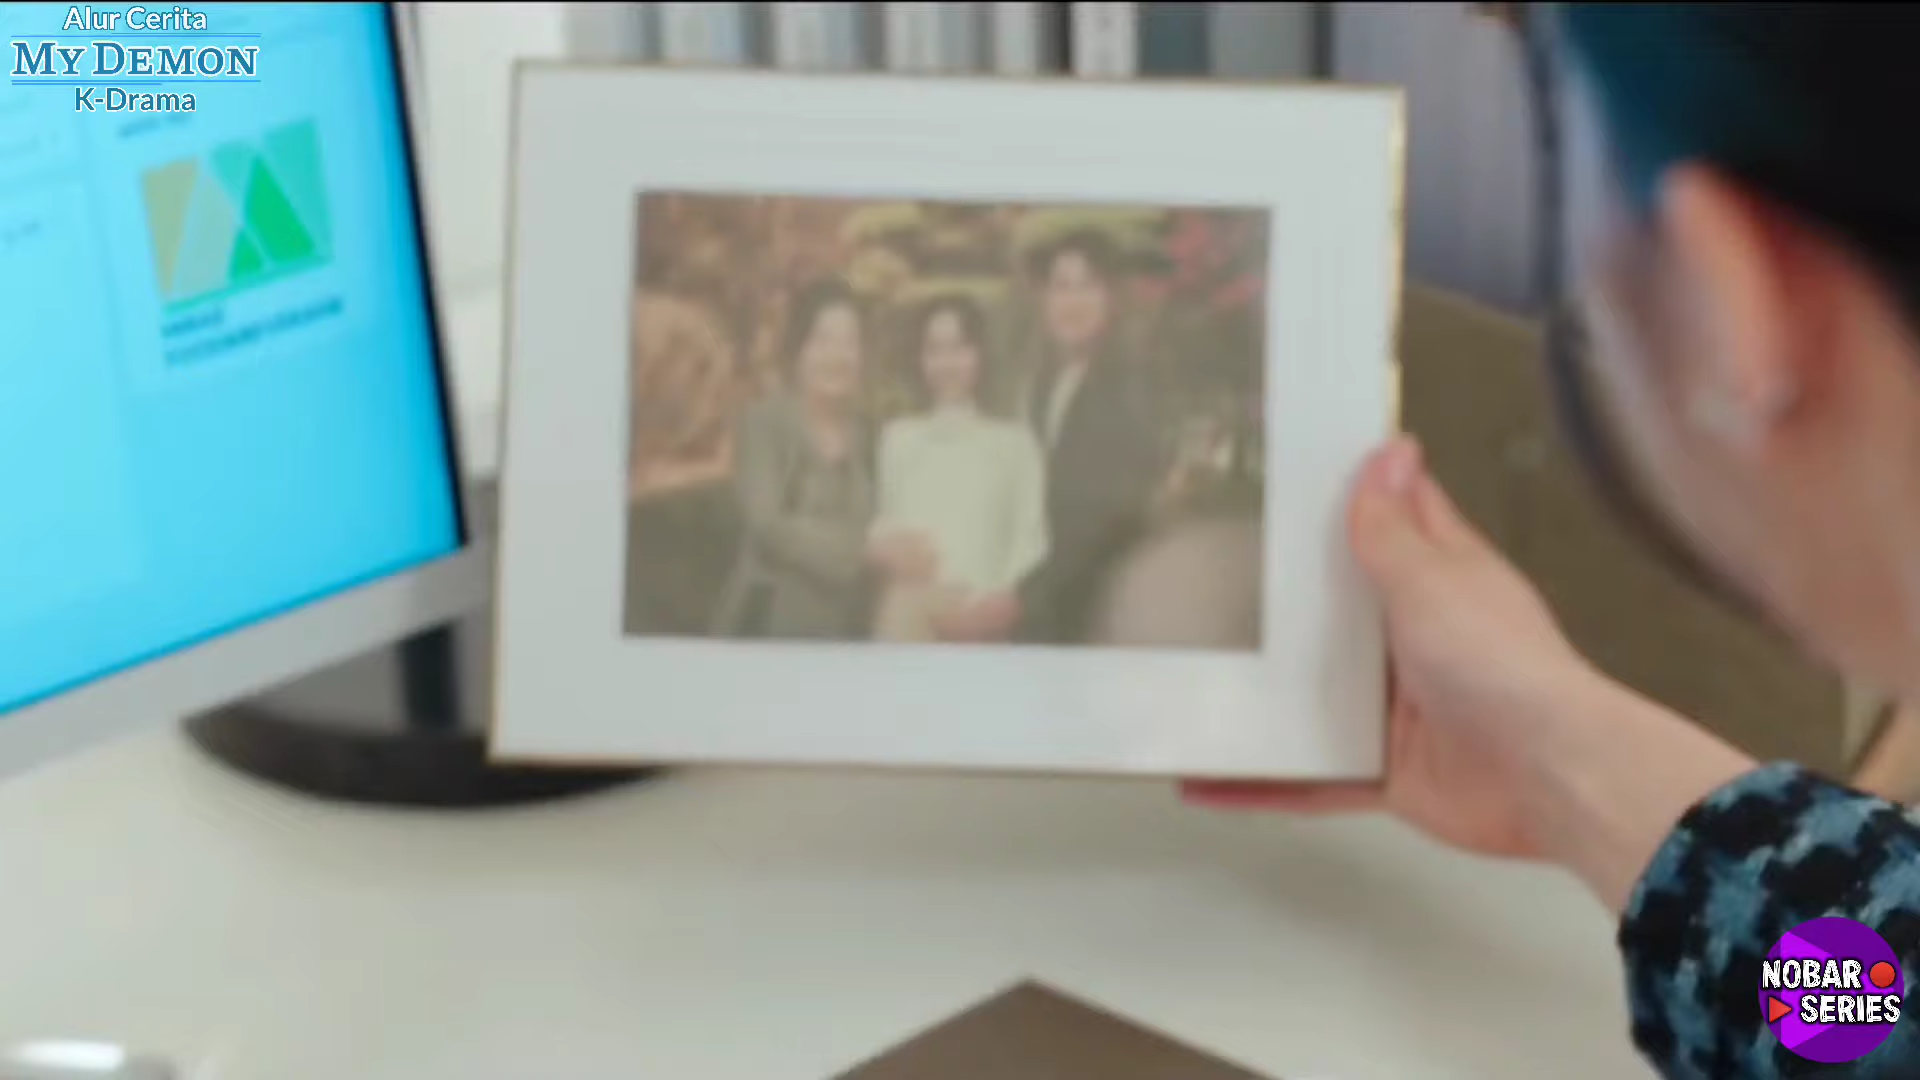 Alur Cerita
MY DEMON
K-Drama
NOBAR
SERIES